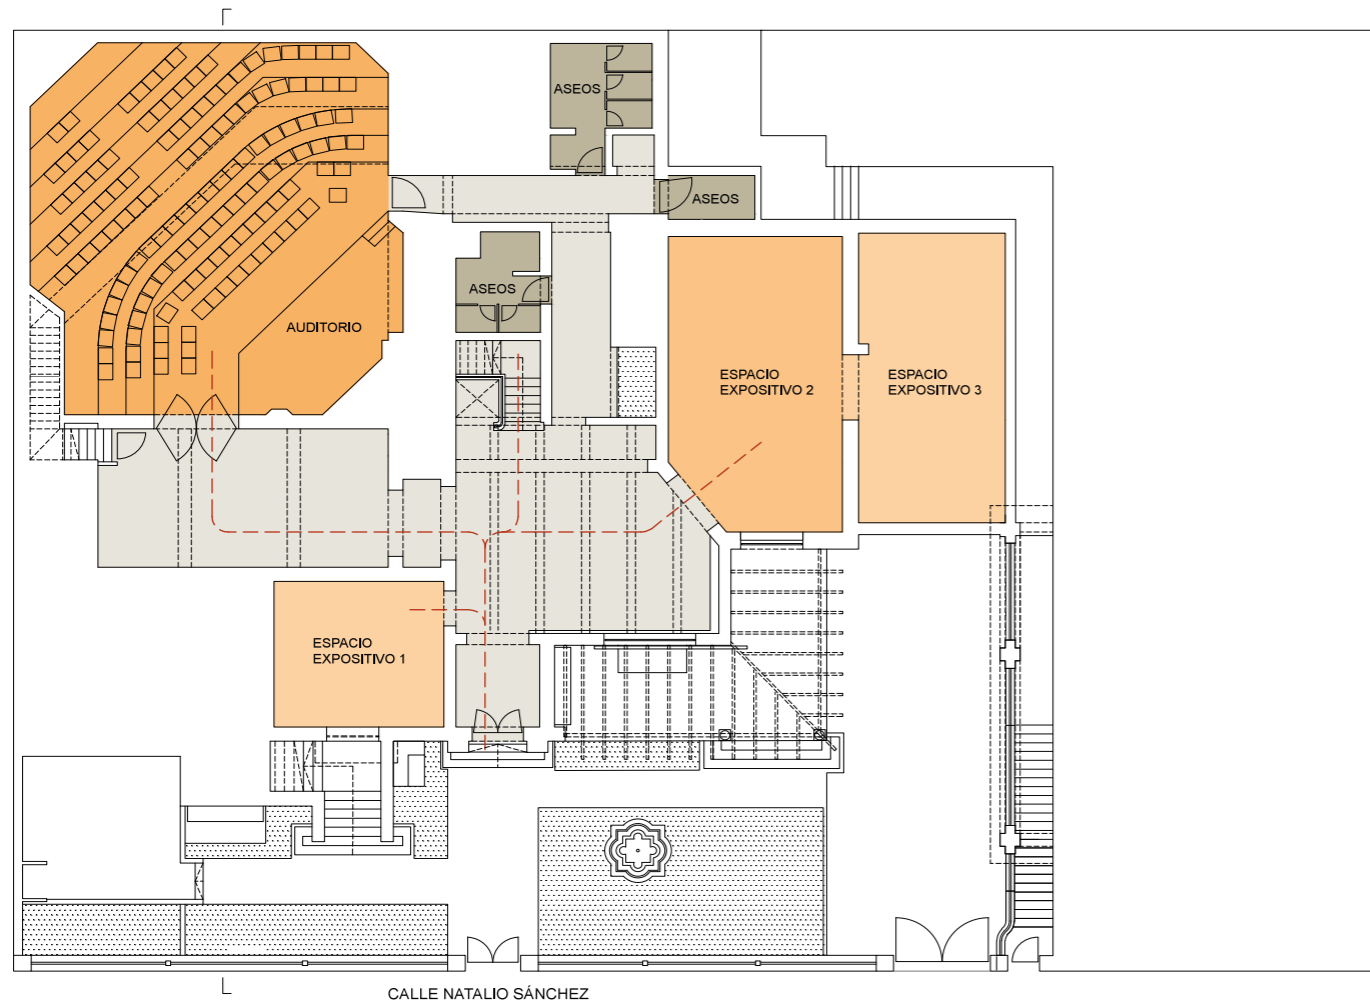 ASEOS
ASEOS
ASEOS
AUDITORIO
ESPACIO
EXPOSITIVO 2
ESPACIO
EXPOSITIVO 3
ESPACIO
EXPOSITIVO 1
CALLE NATALIO SÁNCHEZ